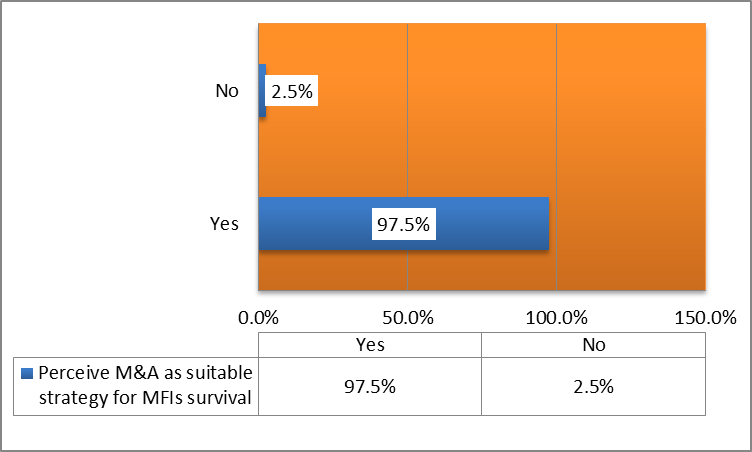 No
2.5%
Yes
97.5%
0.0% 50.0% 100.0% 150.0%
Yes No
Perceive M&A as suitable
strategy for MFIs survival
97.5% 2.5%